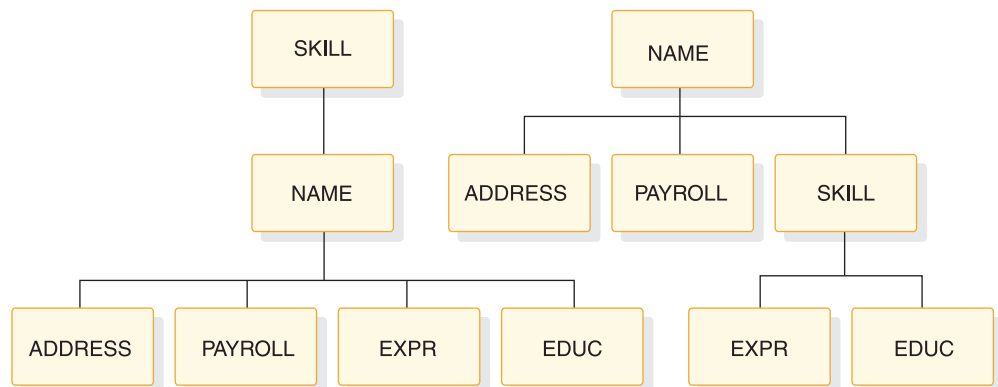 SKILL
NAME
ADDRESS
PAYROLL
EXPR
EDUC
NAME
ADDRESS
PAYROLL
SKILL
EXPR
EDUC